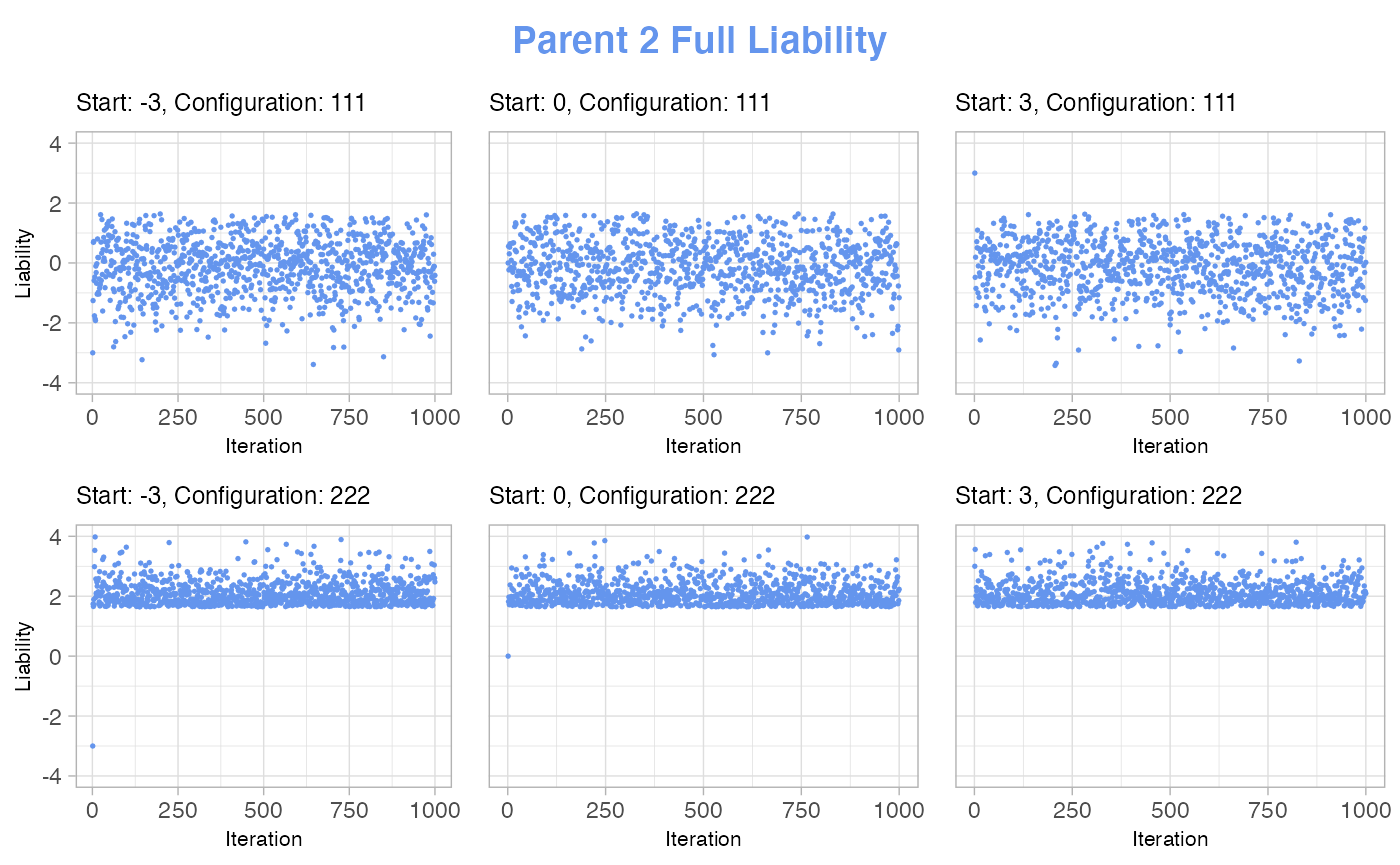 Parent 2 Full Liability
Start: -3, Configuration: 111
Start: 0, Configuration: 111
Start: 3, Configuration: 111
Liability
4
2
0
-2
-4
0 250 500 750 1000
0 250 500 750 1000
0 250 500 750 1000
Iteration
Iteration
Iteration
Start: -3, Configuration: 222
Start: 0, Configuration: 222
Start: 3, Configuration: 222
Liability
4
2
0
-2
-4
0 250 500 750 1000
0 250 500 750 1000
0 250 500 750 1000
Iteration
Iteration
Iteration